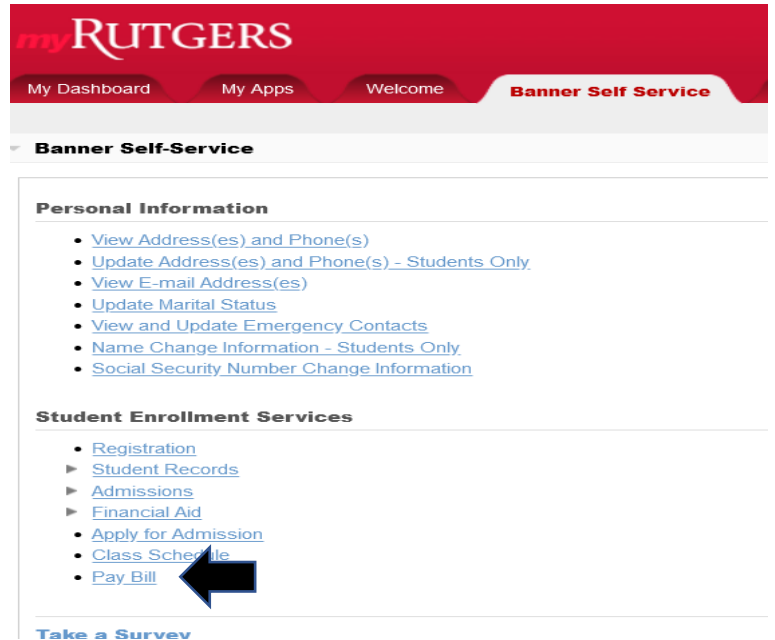 myRUTGERS
My Dashboard My Apps Welcome Banner Self Service
Banner Self-Service
Personal Information
View Address(es) and Phone(s)
Update Address(es) and Phone(s) - Students Only
View E-mail Address(es)
Update Marital Status
View and Update Emergency Contacts
Name Change Information - Students Only
Social Security Number Change Information
Student Enrollment Services
Registration
Student Records
Admissions
Financial Aid
Apply for Admission
Class Schedule
Pay Bill
Take a Survey